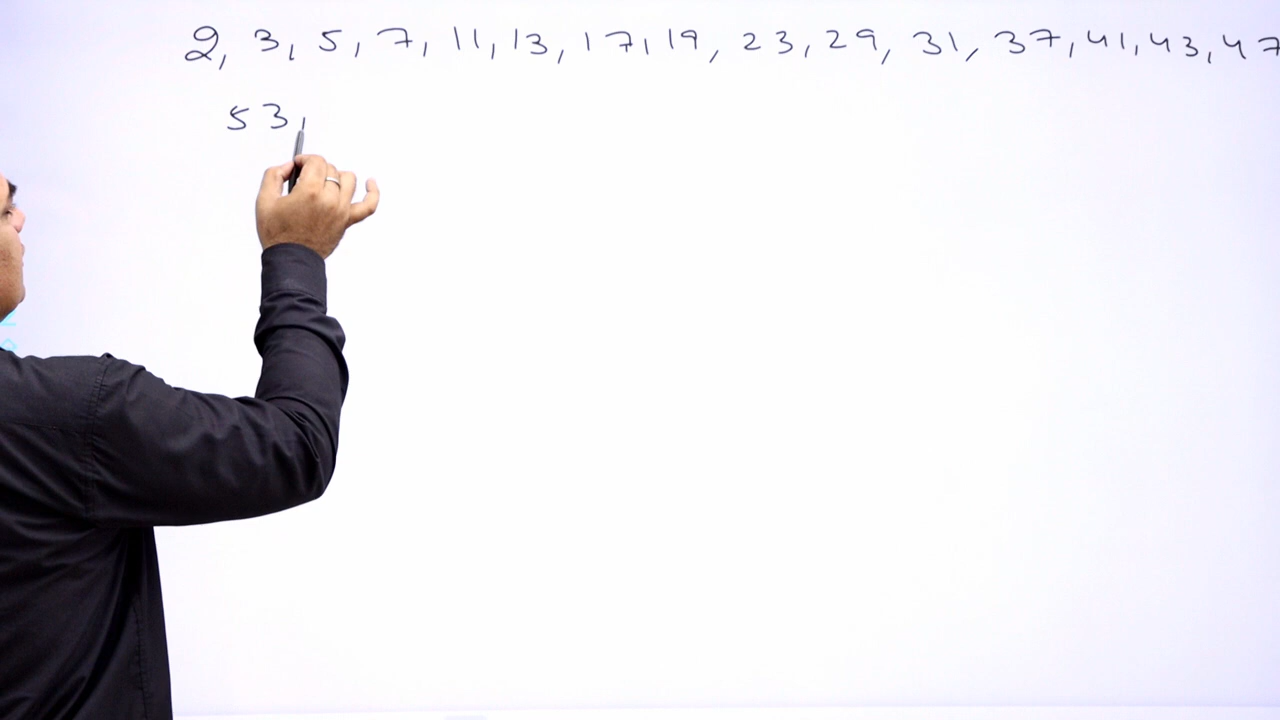 2, 3, 5, 7, 11, 13, 17, 19, 23, 29, 31, 37, 41, 43, 47
53,